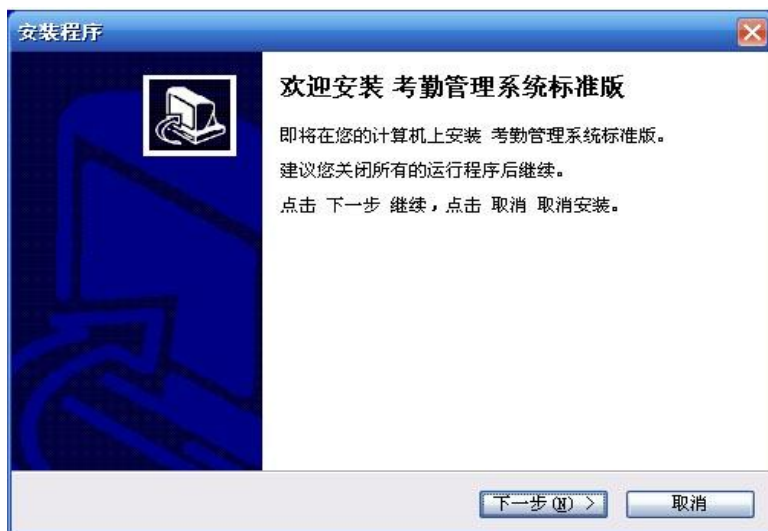 安装程序
欢迎安装 考勤管理系统标准版
即将在您的计算机上安装 考勤管理系统标准版。
建议您关闭所有的运行程序后继续。
点击 下一步 继续，点击 取消 取消安装。
下一步(N) >
取消